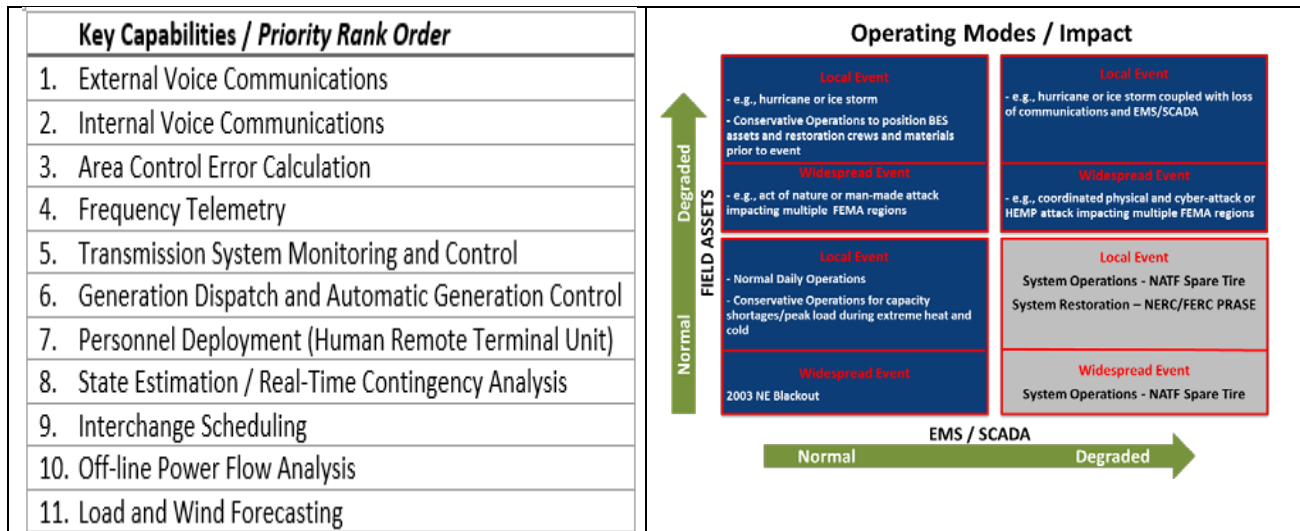 Key Capabilities / Priority Rank Order
1. External Voice Communications
2. Internal Voice Communications
3. Area Control Error Calculation
4. Frequency Telemetry
5. Transmission System Monitoring and Control
6. Generation Dispatch and Automatic Generation Control
7. Personnel Deployment (Human Remote Terminal Unit)
8. State Estimation / Real-Time Contingency Analysis
9. Interchange Scheduling
10. Off-line Power Flow Analysis
11. Load and Wind Forecasting
Operating Modes / Impact
FIELD ASSETS
Degraded
Normal
Local Event
- e.g., hurricane or ice storm
- Conservative Operations to position BES
assets and restoration crews and materials
prior to event
Widespread Event
- e.g., act of nature or man-made attack
impacting multiple FEMA regions
Local Event
- e.g., hurricane or ice storm coupled with loss
of communications and EMS/SCADA
Widespread Event
- e.g., coordinated physical and cyber-attack or
HEMP attack impacting multiple FEMA regions
Local Event
- Normal Daily Operations
- Conservative Operations for capacity
shortages/peak load during extreme heat and
cold
Widespread Event
2003 NE Blackout
Local Event
System Operations - NATF Spare Tire
System Restoration – NERC/FERC PRASE
Widespread Event
System Operations - NATF Spare Tire
EMS / SCADA
Normal
Degraded